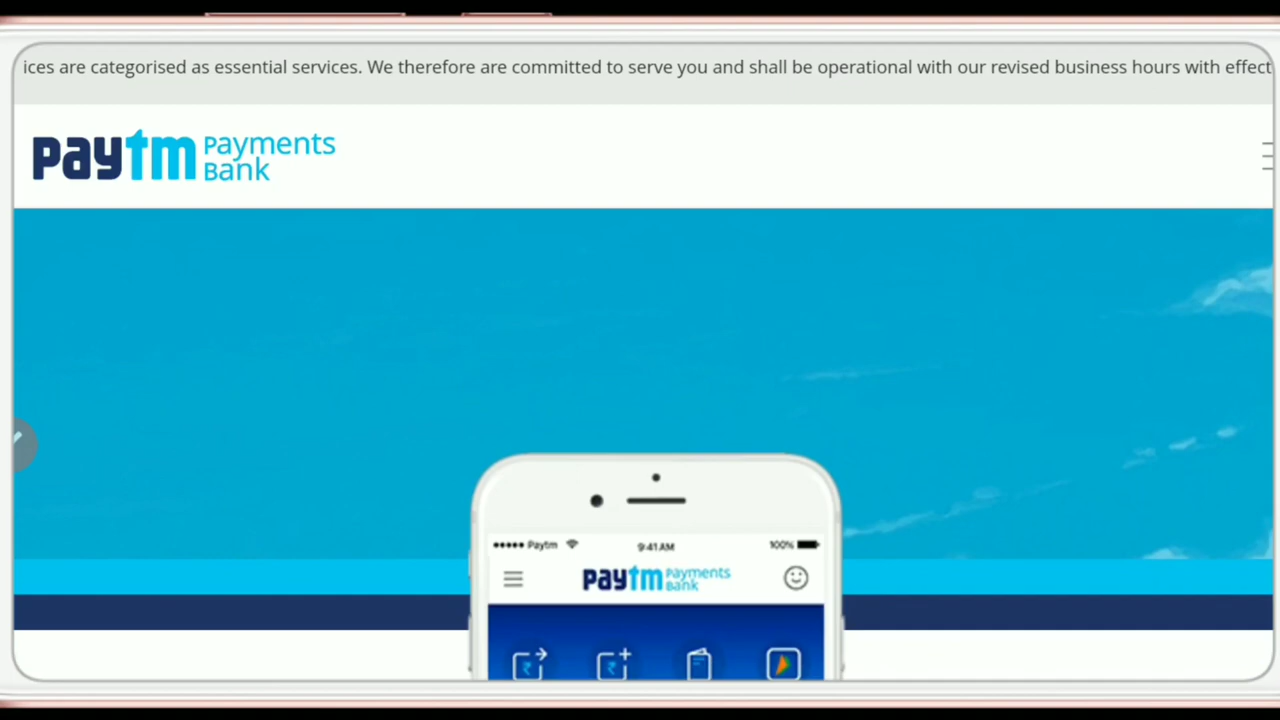 ices are categorised as essential services. We therefore are committed to serve you and shall be operational with our revised business hours with effect
paytm Payments
Bank
Paytm 9:41 AM 100%
paytm Payments
Bank